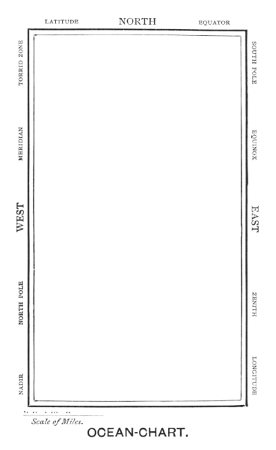 LATITUDE NORTH EQUATOR
TORRID ZONE
MERIDIAN
WEST
NORTH POLE
NADIR
SOUTH POLE
EQUINOX
EAST
ZENITH
LONGITUDE
Scale of Miles.
OCEAN-CHART.